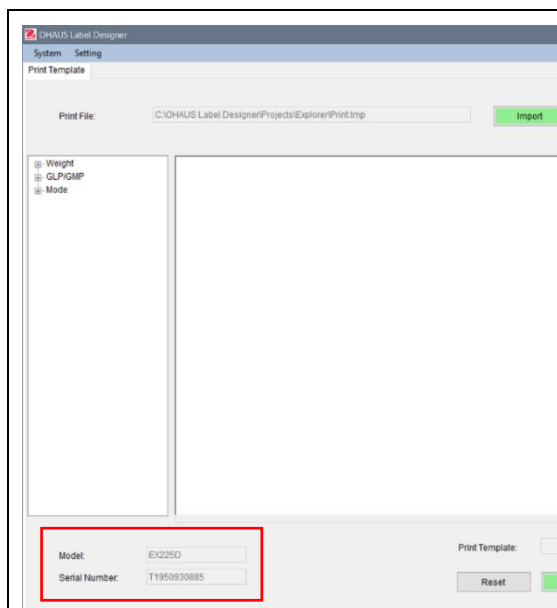 OHAUS Label Designer
System Setting
Print Template
Print File: C:\OHAUS Label Designer\Projects\Explorer\Print.tmp Import
Weight
GLP/GMP
Mode
Model: EX225D
Print Template:
Serial Number: T1950930885
Reset